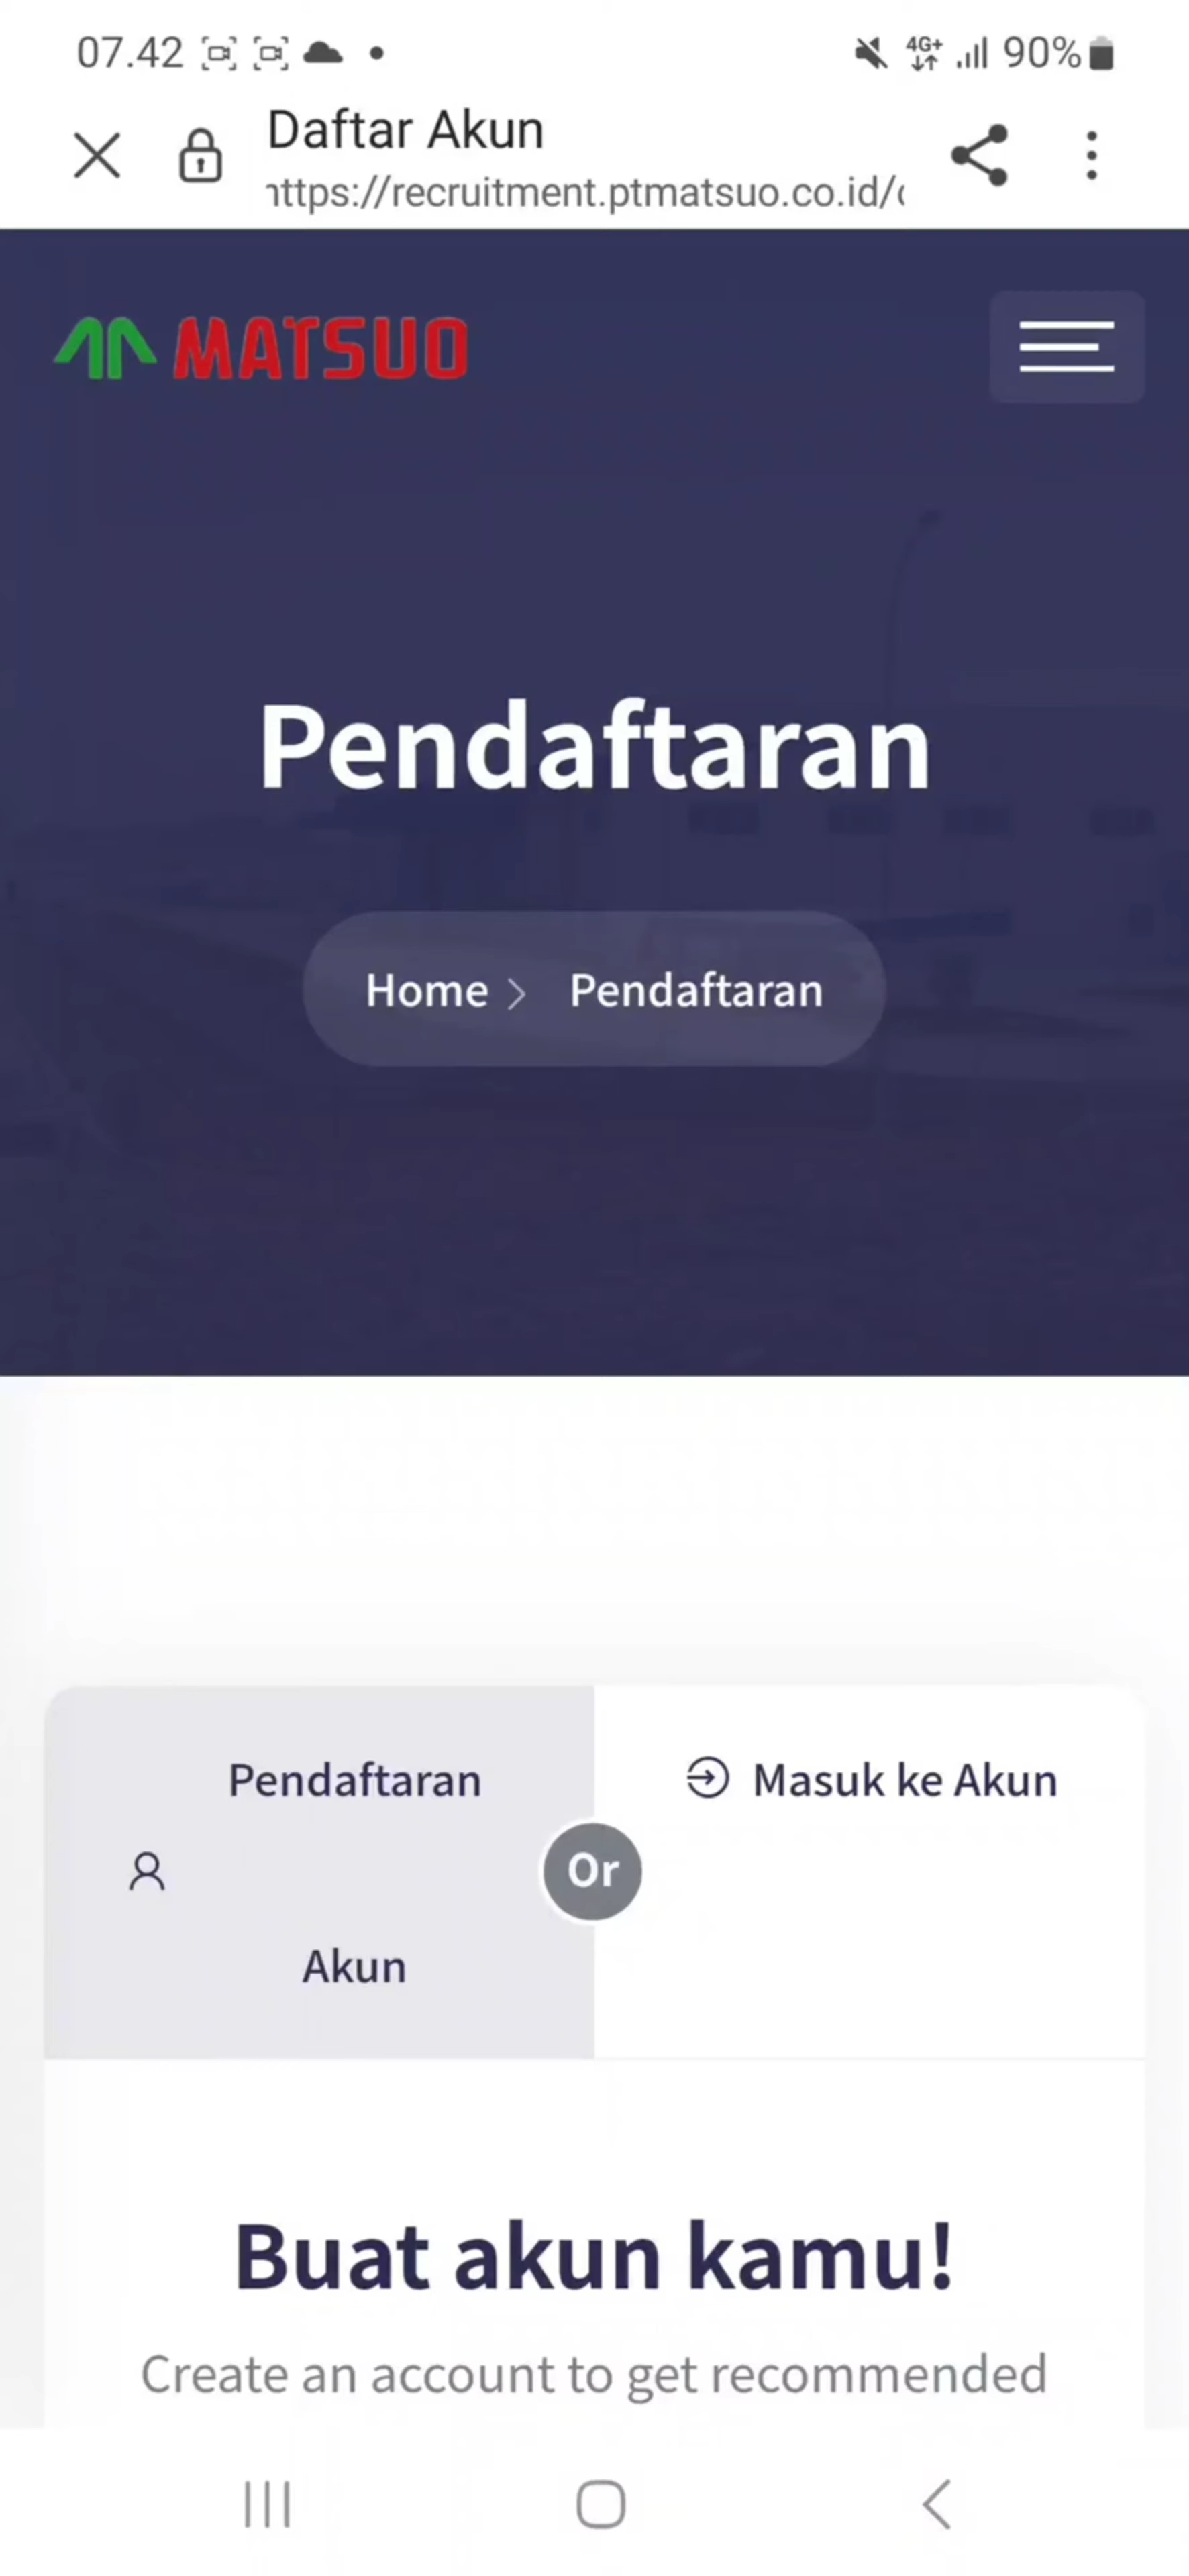 07.42 4G+ 90%
Daftar Akun
https://recruitment.ptmatsuo.co.id/
MATSUO
Pendaftaran
Home > Pendaftaran
Pendaftaran
Akun
Or
Masuk ke Akun
Buat akun kamu!
Create an account to get recommended